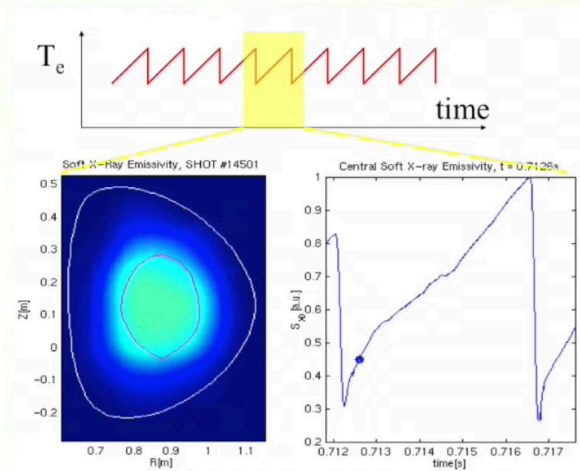 Te
time
Soft X-Ray Emissivity, SHOT #14501
Central Soft X-ray Emissivity, t = 0.7126s
0.5
0.4
0.3
0.2
0.1
0
−0.1
−0.2
Z[m]
0.7 0.8 0.9 1 1.1
R[m]
1
0.9
0.8
0.7
0.6
0.5
0.4
0.3
0.2
[a.u.]
0.712 0.713 0.714 0.715 0.716 0.717
time[s]